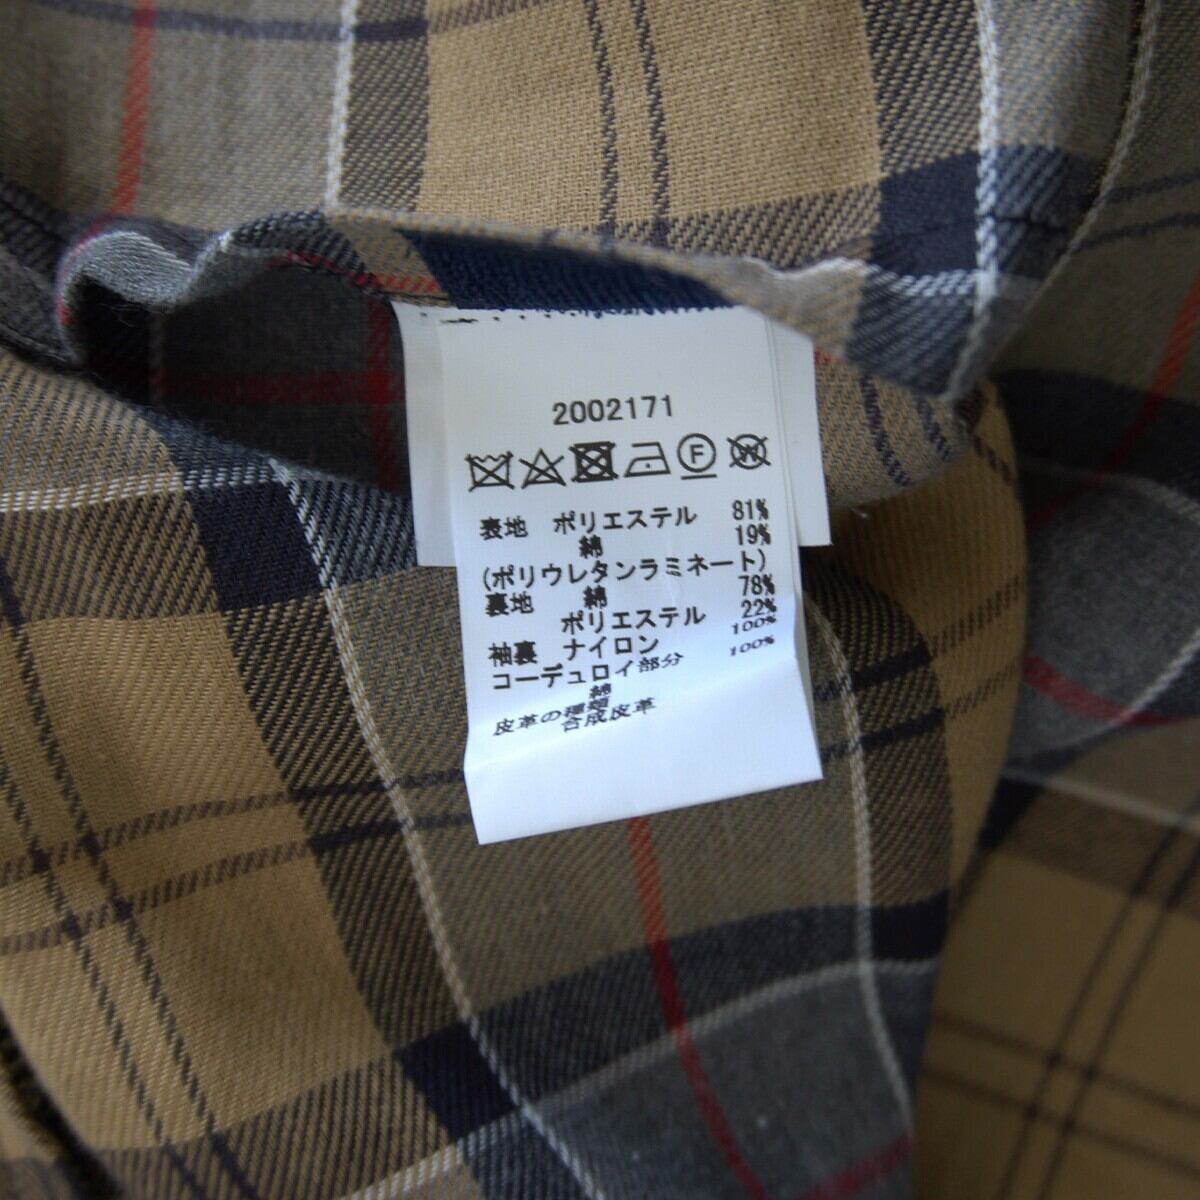 2002171
F W
表地 ポリエステル 81%
綿 19%
(ポリウレタンラミネート)
裏地 綿 78%
ポリエステル 22%
袖裏 ナイロン 100%
コーデュロイ部分
綿 100%
皮革の種類
合成皮革